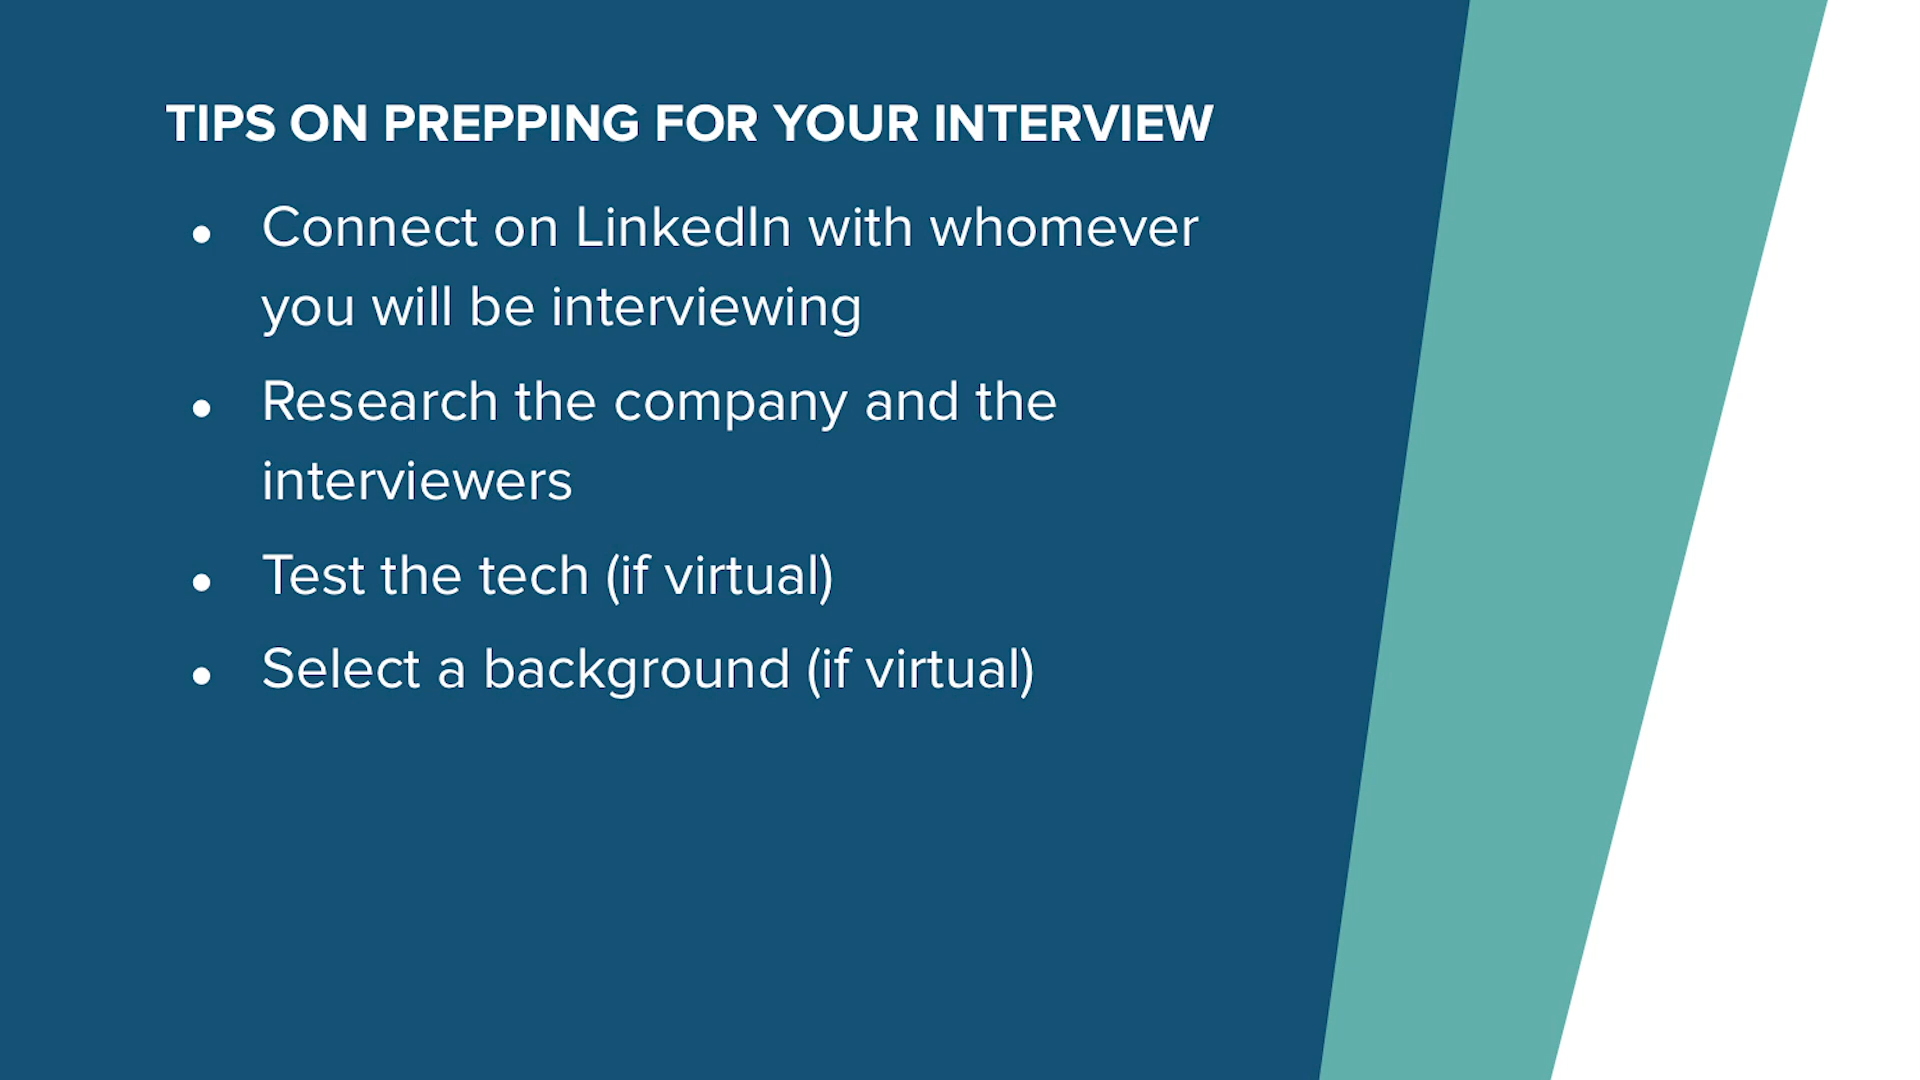 TIPS ON PREPPING FOR YOUR INTERVIEW
• Connect on LinkedIn with whomever
you will be interviewing
• Research the company and the
interviewers
• Test the tech (if virtual)
• Select a background (if virtual)